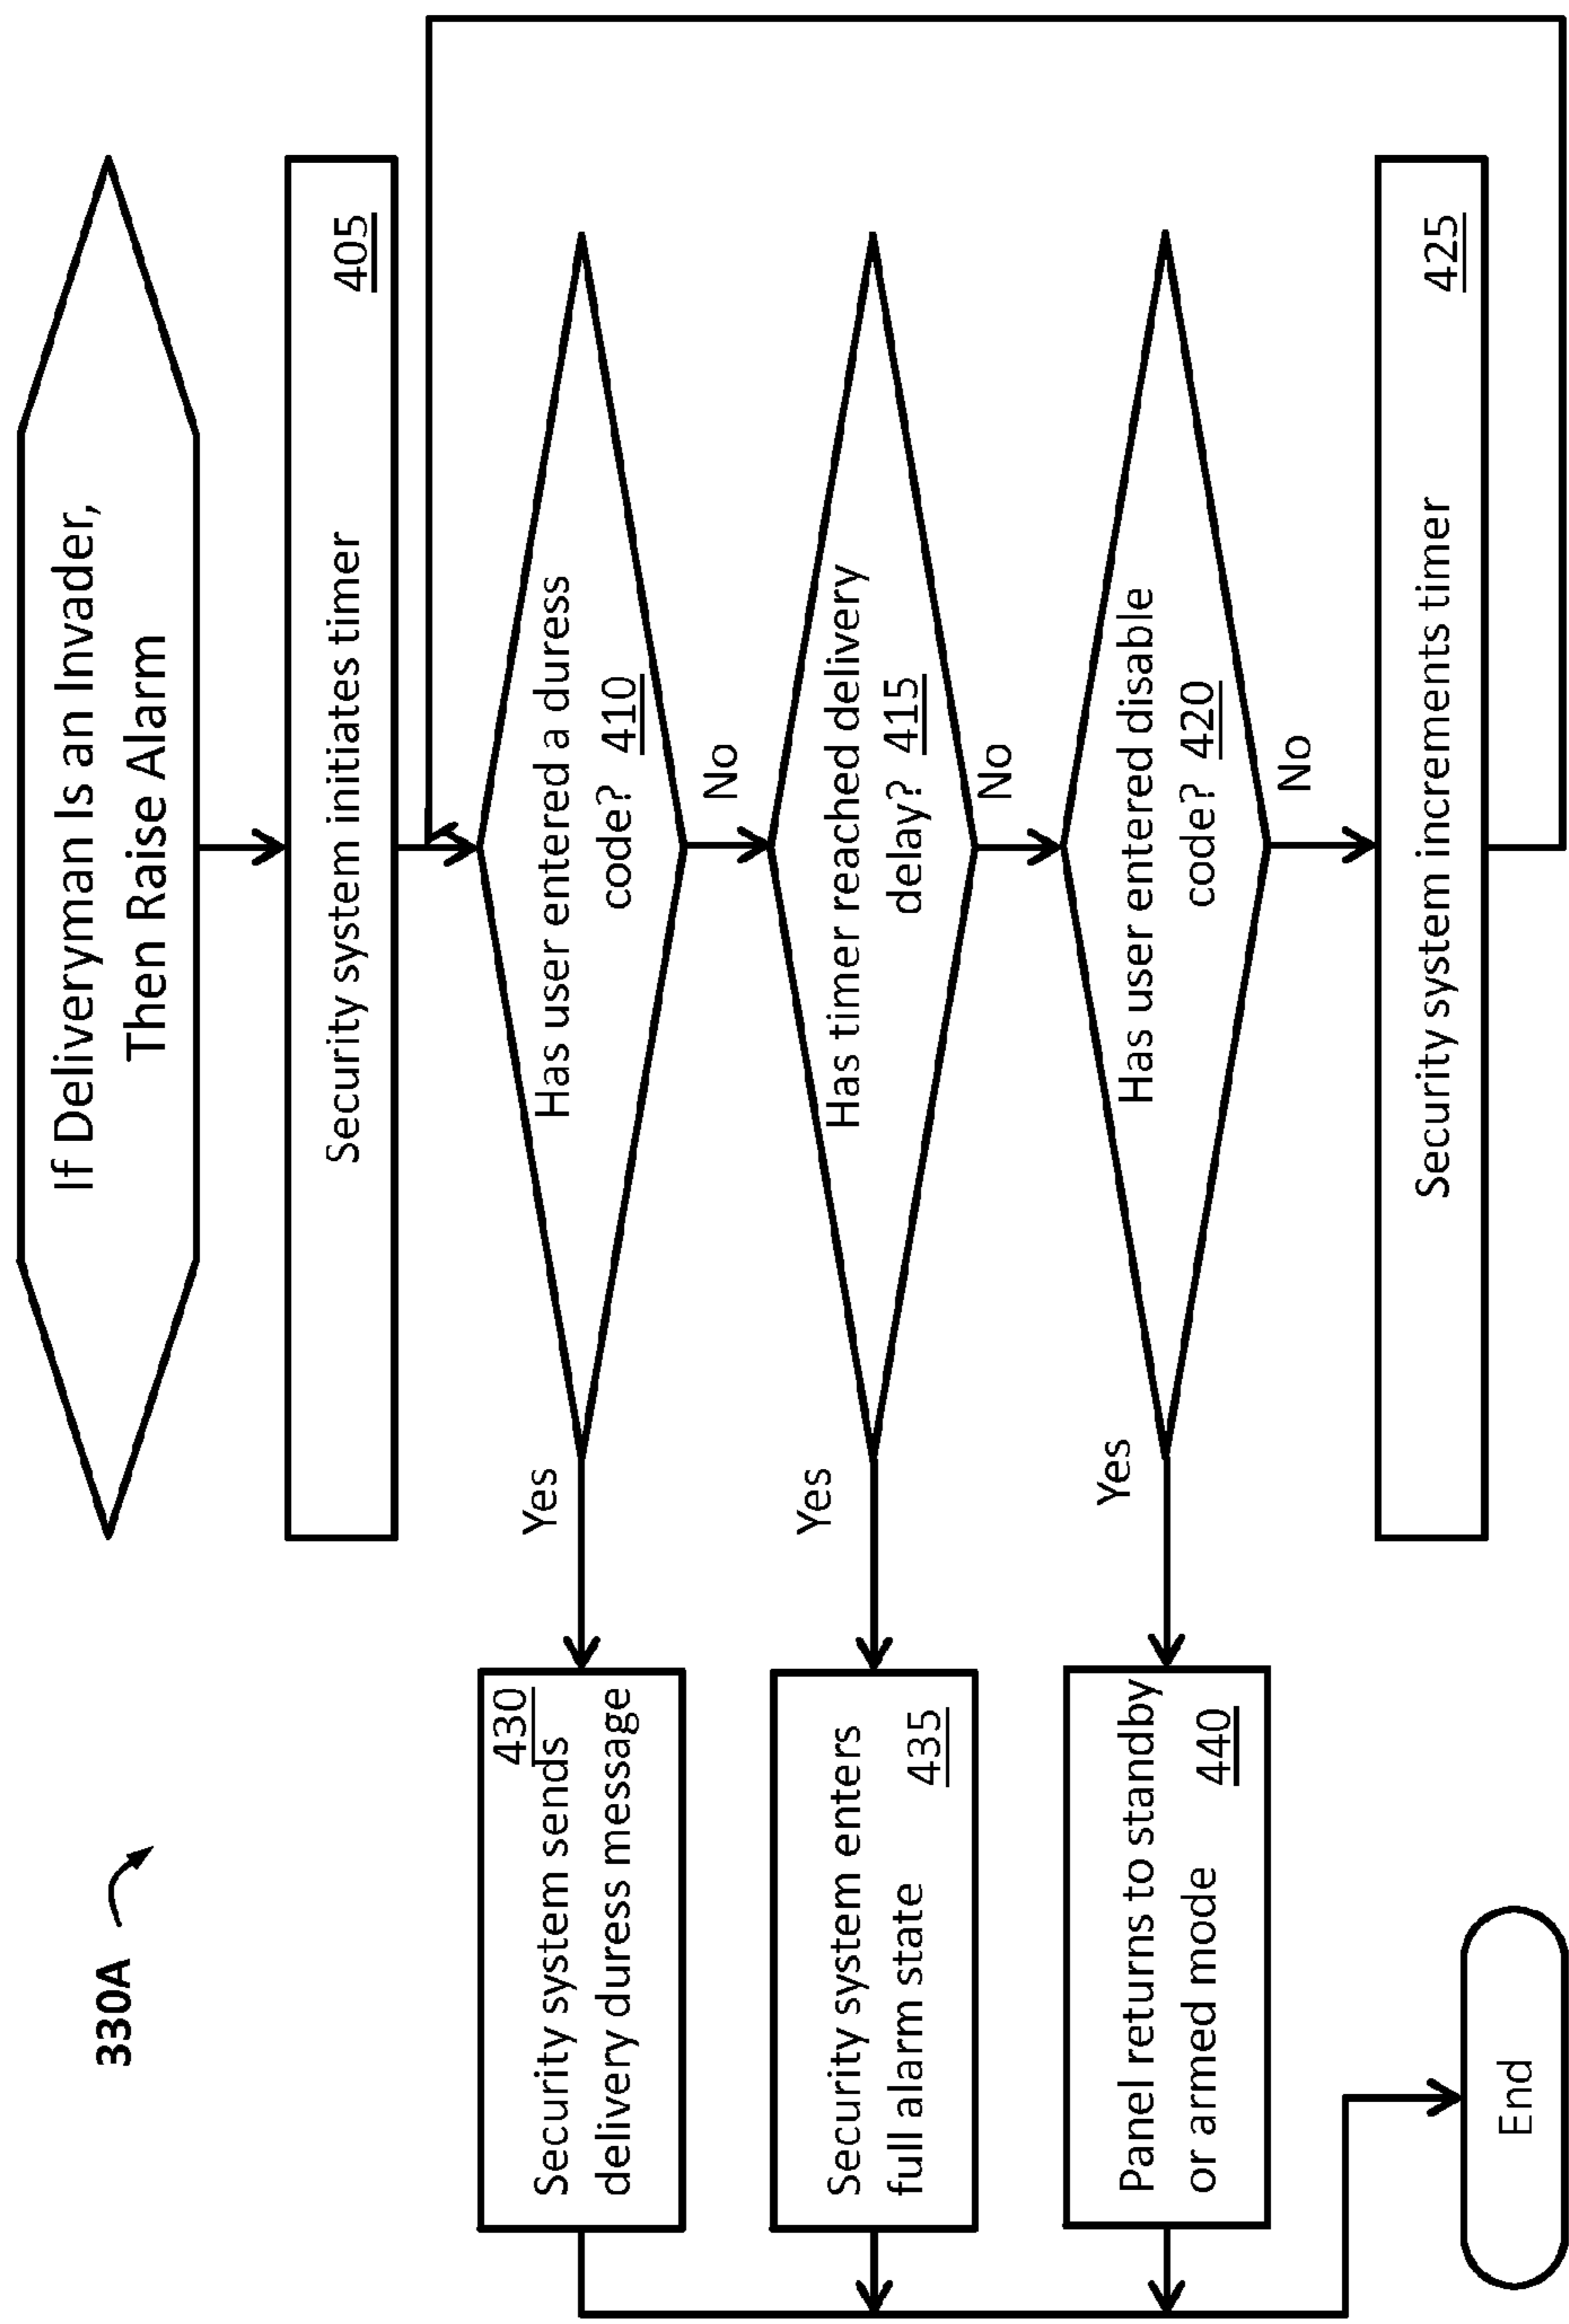 330A
If Deliveryman Is an Invader,
Then Raise Alarm
Security system initiates timer
405
Has user entered a duress
code? 410
Yes
No
430
Security system sends
delivery duress message
Has timer reached delivery
delay? 415
Yes
No
Security system enters
full alarm state
435
Has user entered disable
code? 420
Yes
No
Panel returns to standby
or armed mode
440
Security system increments timer
425
End